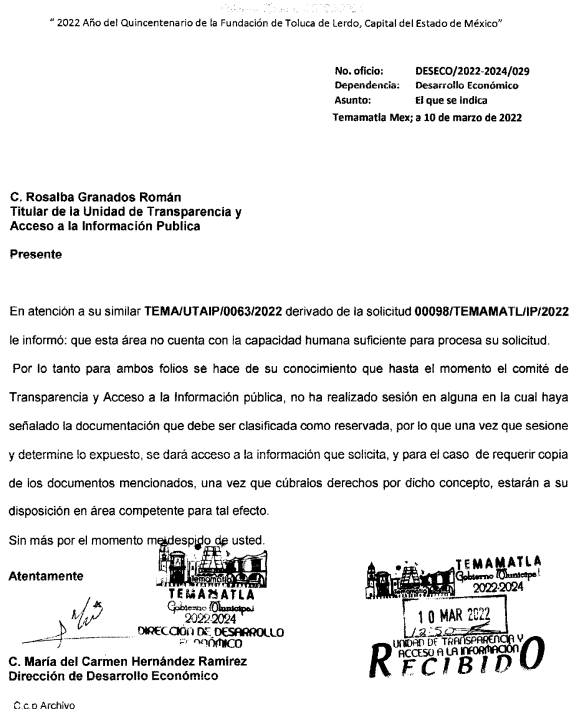 " 2022 Año del Quincentenario de la Fundación de Toluca de Lerdo, Capital del Estado de México"
No. oficio: DESECO/2022-2024/029
Dependencia: Desarrollo Económico
Asunto: El que se indica
Temamatla Mex; a 10 de marzo de 2022
C. Rosalba Granados Román
Titular de la Unidad de Transparencia y
Acceso a la Información Publica
Presente
En atención a su similar TEMA/UTAIP/0063/2022 derivado de la solicitud 00098/TEMAMATL/IP/2022
le informó: que esta área no cuenta con la capacidad humana suficiente para procesa su solicitud.
Por lo tanto para ambos folios se hace de su conocimiento que hasta el momento el comité de
Transparencia y Acceso a la Información pública, no ha realizado sesión en alguna en la cual haya
señalado la documentación que debe ser clasificada como reservada, por lo que una vez que sesione
y determine lo expuesto, se dará acceso a la información que solicita, y para el caso de requerir copia
de los documentos mencionados, una vez que cúbralos derechos por dicho concepto, estarán a su
disposición en área competente para tal efecto.
Sin más por el momento me despido de usted.
Atentamente
temamatla
TEMAMATLA
Gobierno Municipal
2022-2024
DIRECCIÓN DE DESARROLLO
ECONÓMICO
C. María del Carmen Hernández Ramirez
Dirección de Desarrollo Económico
TEMAMATLA
Gobierno Municipal
2022-2024
10 MAR 2022
12:50
UNIDAD DE TRANSPARENCIA Y
ACCESO A LA INFORMACIÓN
RECIBIDO
C.c.p Archivo